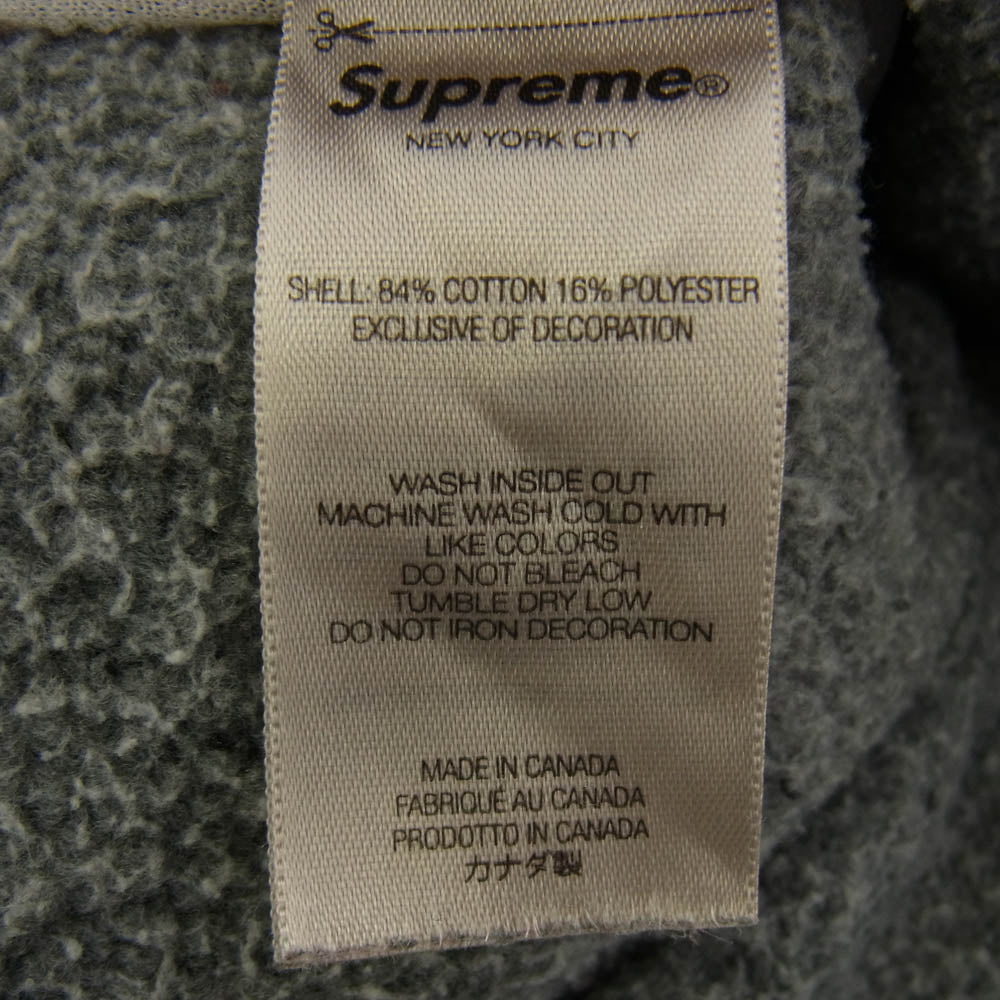 Supreme®
NEW YORK CITY
SHELL: 84% COTTON 16% POLYESTER
EXCLUSIVE OF DECORATION
WASH INSIDE OUT
MACHINE WASH COLD WITH
LIKE COLORS
DO NOT BLEACH
TUMBLE DRY LOW
DO NOT IRON DECORATION
MADE IN CANADA
FABRIQUÉ AU CANADA
PRODOTTO IN CANADA
カナダ製